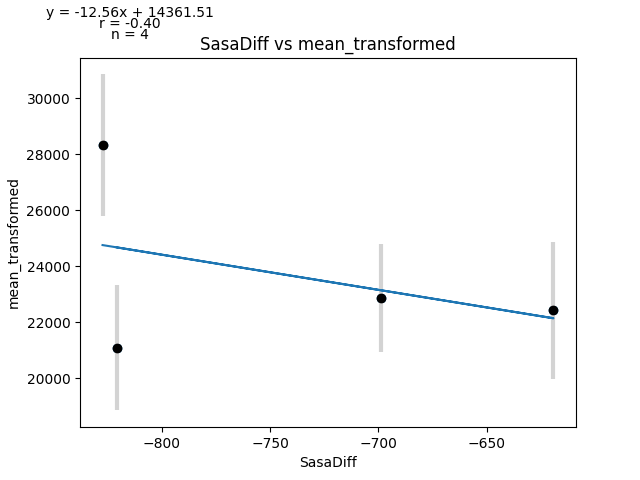 y = -12.56x + 14361.51
r = -0.40
n = 4
SasaDiff vs mean_transformed
30000
28000
26000
24000
22000
20000
mean_transformed
−800
−750
−700
−650
SasaDiff